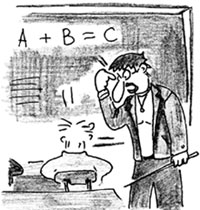 A + B = C